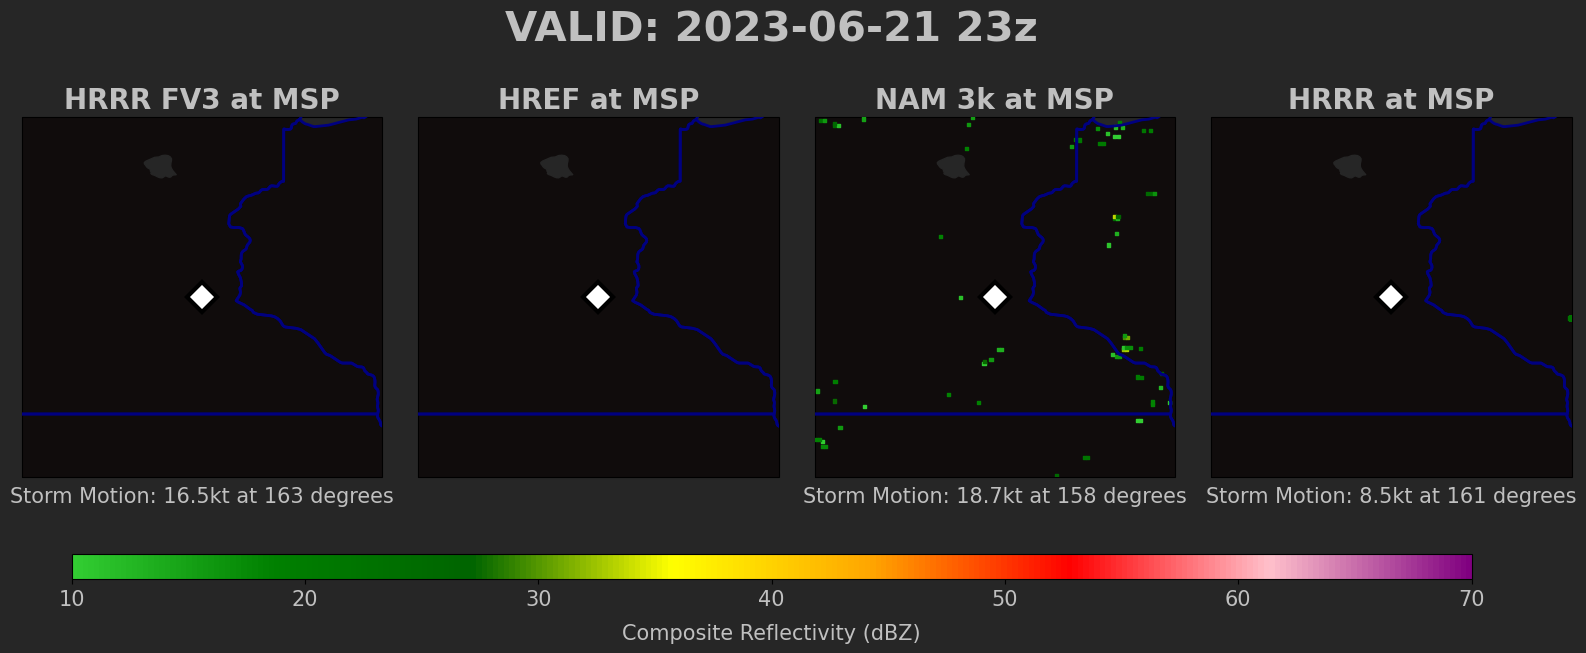 VALID: 2023-06-21 23z
HRRR FV3 at MSP
HREF at MSP
NAM 3k at MSP
HRRR at MSP
Storm Motion: 16.5kt at 163 degrees
Storm Motion: 18.7kt at 158 degrees
Storm Motion: 8.5kt at 161 degrees
10 20 30 40 50 60 70
Composite Reflectivity (dBZ)